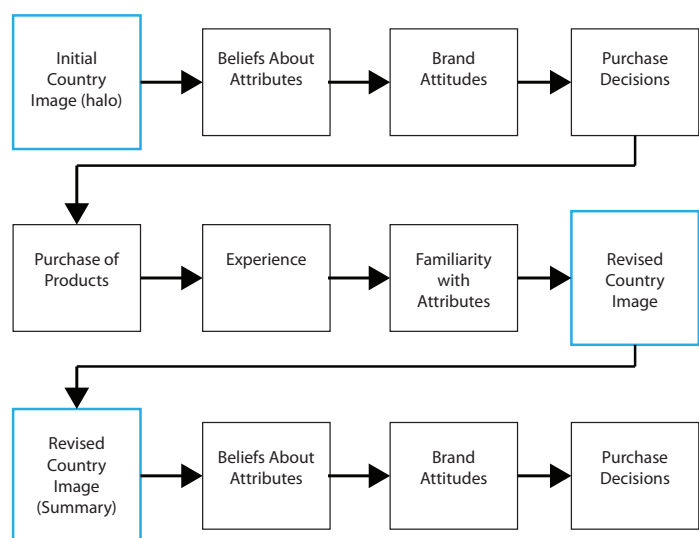 Initial
Country
Image (halo)
Beliefs About
Attributes
Brand
Attitudes
Purchase
Decisions
Purchase of
Products
Experience
Familiarity
with
Attributes
Revised
Country
Image
Revised
Country
Image
(Summary)
Beliefs About
Attributes
Brand
Attitudes
Purchase
Decisions